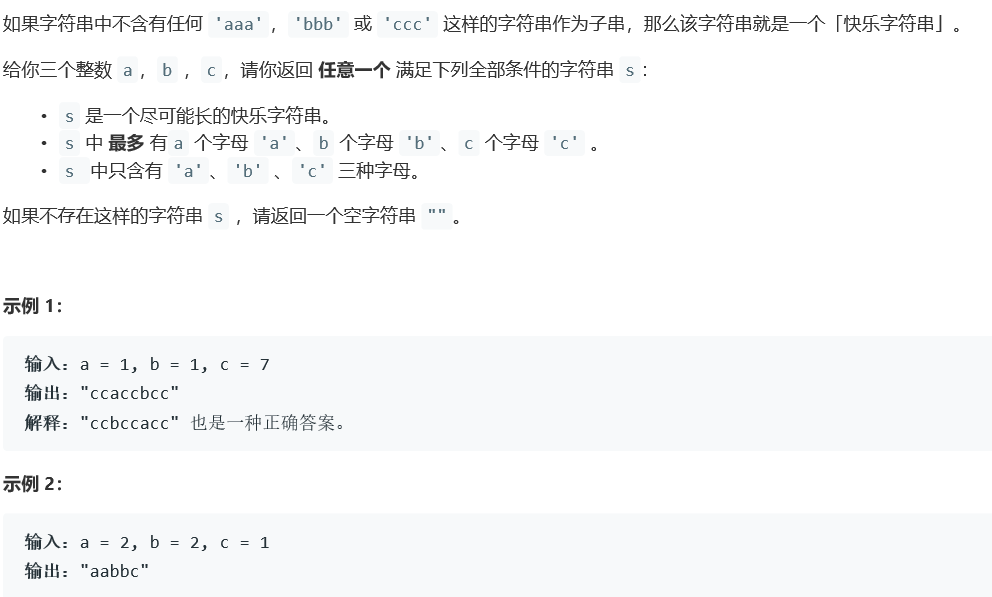 如果字符串中不含有任何 'aaa'，'bbb' 或 'ccc' 这样的字符串作为子串，那么该字符串就是一个「快乐字符串」。
给你三个整数 a，b ，c，请你返回 任意一个 满足下列全部条件的字符串 s：
• s 是一个尽可能长的快乐字符串。
• s 中 最多 有a 个字母 'a'、b 个字母 'b'、c 个字母 'c' 。
• s 中只含有 'a'、'b' 、'c' 三种字母。
如果不存在这样的字符串 s ，请返回一个空字符串 ""。
示例 1：
输入：a = 1, b = 1, c = 7
输出："ccaccbcc"
解释："ccbccacc" 也是一种正确答案。
示例 2：
输入：a = 2, b = 2, c = 1
输出："aabbc"